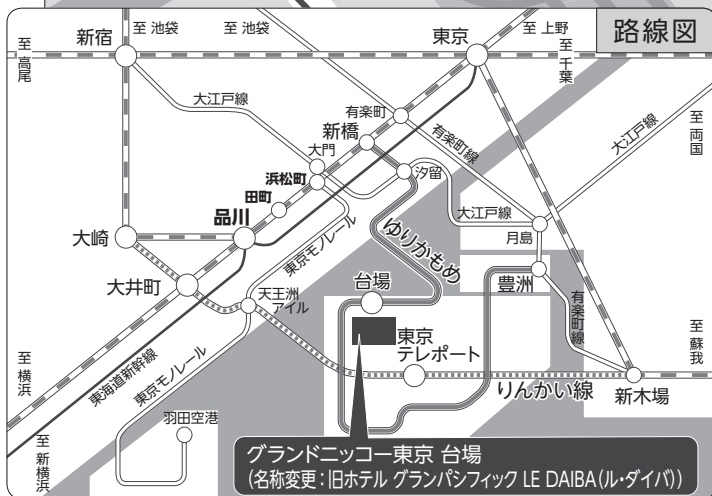 路線図
至 池袋
至 池袋
至 上野
新宿
東京
至 高尾
至 千葉
大江戸線
有楽町
新橋
有楽町線
大江戸線
至 両国
大門
浜松町
汐留
田町
大江戸線
品川
ゆりかもめ
月島
大崎
東京モノレール
豊洲
大井町
台場
天王洲
アイル
有楽町線
東京
テレポート
至 蘇我
至 横浜
東海道新幹線
東京モノレール
りんかい線
新木場
羽田空港
至 新横浜
グランドニッコー東京 台場
(名称変更:旧ホテル グランパシフィック LE DAIBA(ル・ダイバ))